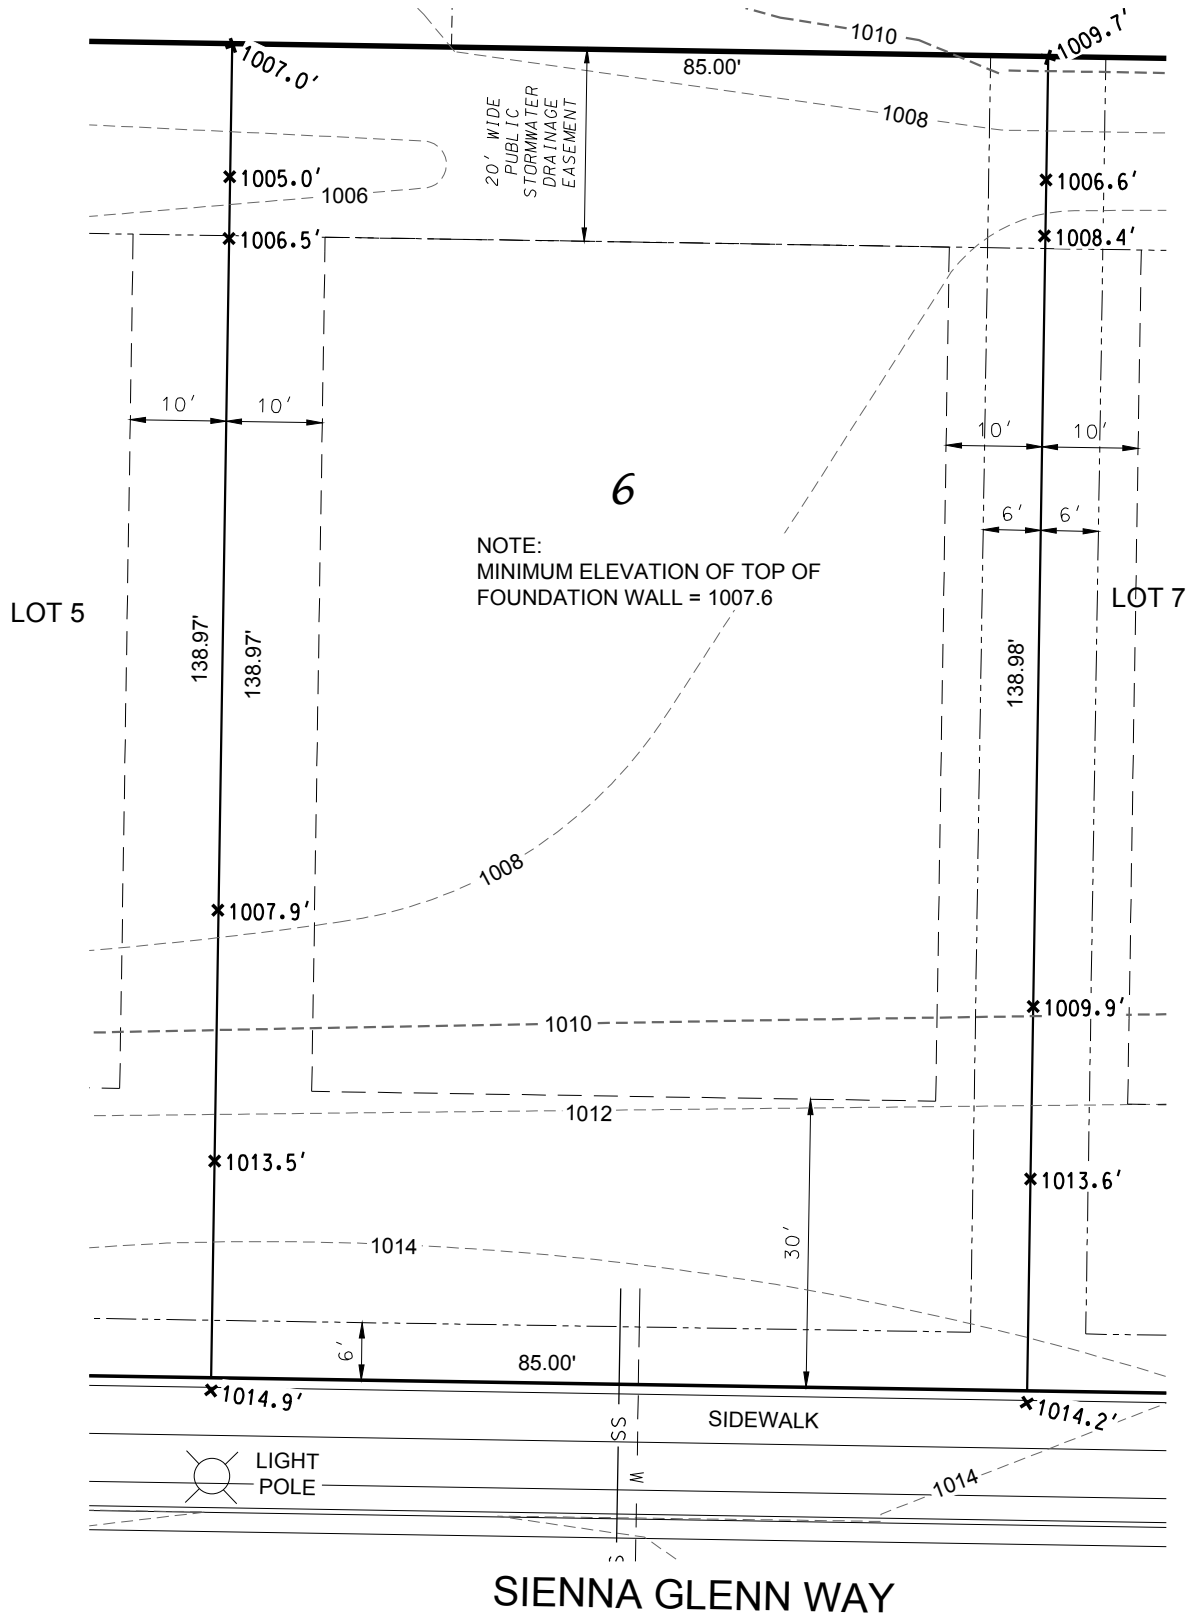 1010
1009.7'
1007.0'
85.00'
20' WIDE
PUBLIC
STORMWATER
DRAINAGE
EASEMENT
1008
1005.0'
1006
1006.6'
1006.5'
1008.4'
10'
10'
10'
10'
6
6'
6'
NOTE:
MINIMUM ELEVATION OF TOP OF
FOUNDATION WALL = 1007.6
LOT 5
LOT 7
138.97'
138.97'
138.98'
1008
1007.9'
1009.9'
1010
1012
1013.5'
1013.6'
1014
30'
6'
85.00'
1014.9'
1014.2'
SIDEWALK
SS
LIGHT
POLE
W
1014
SIENNA GLENN WAY